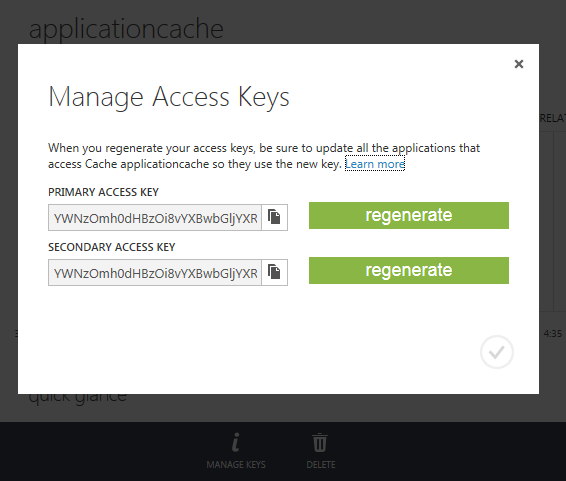 applicationcache
Manage Access Keys
RELAT
When you regenerate your access keys, be sure to update all the applications that
access Cache applicationcache so they use the new key. Learn more
PRIMARY ACCESS KEY
YWNzOmh0dHBzOi8vYXBwbGljYXR
regenerate
SECONDARY ACCESS KEY
YWNzOmh0dHBzOi8vYXBwbGljYXR
regenerate
4:35
quick glance
MANAGE KEYS
DELETE